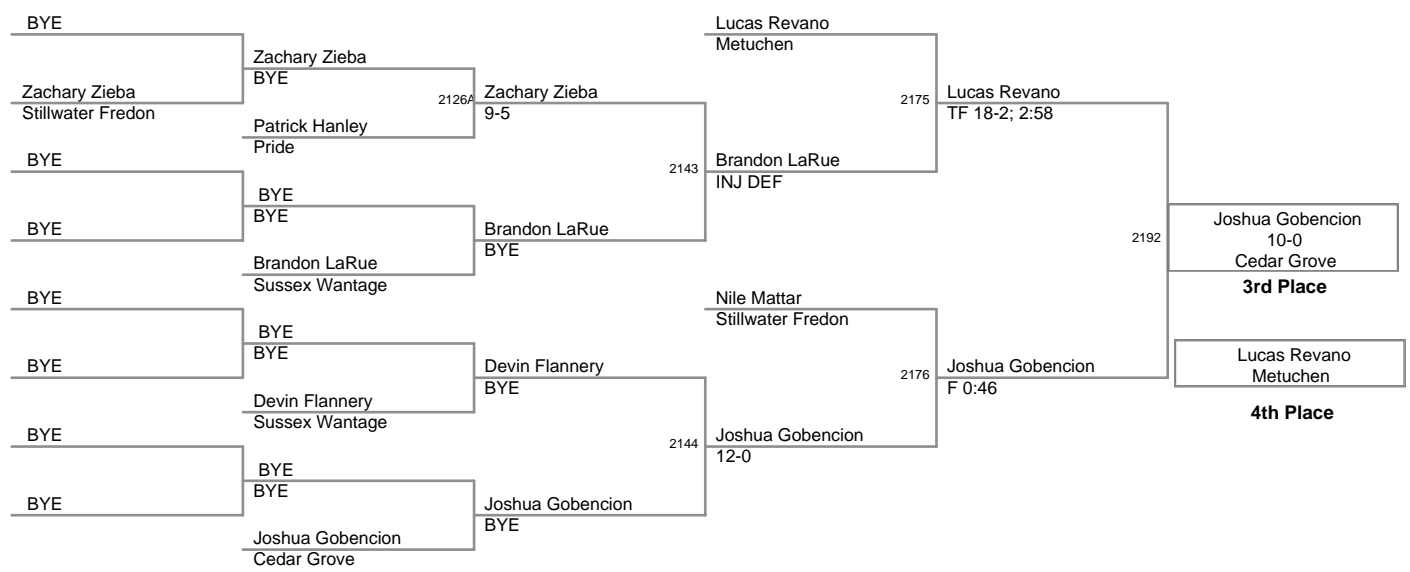 BYE
Zachary Zieba
Stillwater Fredon
BYE
BYE
BYE
BYE
BYE
BYE
Zachary Zieba
BYE
Patrick Hanley
Pride
BYE
BYE
Brandon LaRue
Sussex Wantage
BYE
BYE
Devin Flannery
Sussex Wantage
BYE
BYE
Joshua Gobencion
Cedar Grove
2126A
Zachary Zieba
9-5
Brandon LaRue
BYE
Devin Flannery
BYE
Joshua Gobencion
BYE
Lucas Revano
Metuchen
2143
Brandon LaRue
INJ DEF
Nile Mattar
Stillwater Fredon
2144
Joshua Gobencion
12-0
2175
Lucas Revano
TF 18-2; 2:58
2176
Joshua Gobencion
F 0:46
2192
Joshua Gobencion
10-0
Cedar Grove
3rd Place
Lucas Revano
Metuchen
4th Place